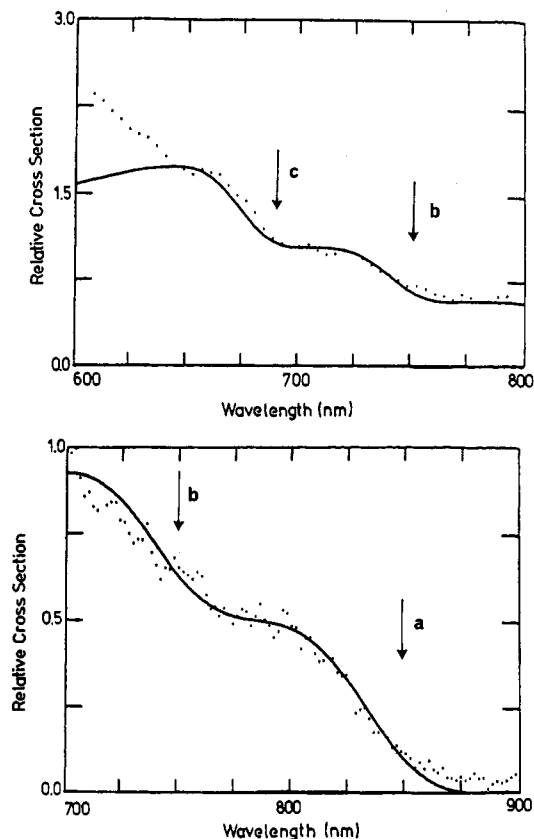 3.0
c
b
1.5
Relative Cross Section
0.0
600
700
800
Wavelength (nm)
1.0
b
a
0.5
Relative Cross Section
0.0
700
800
900
Wavelength (nm)